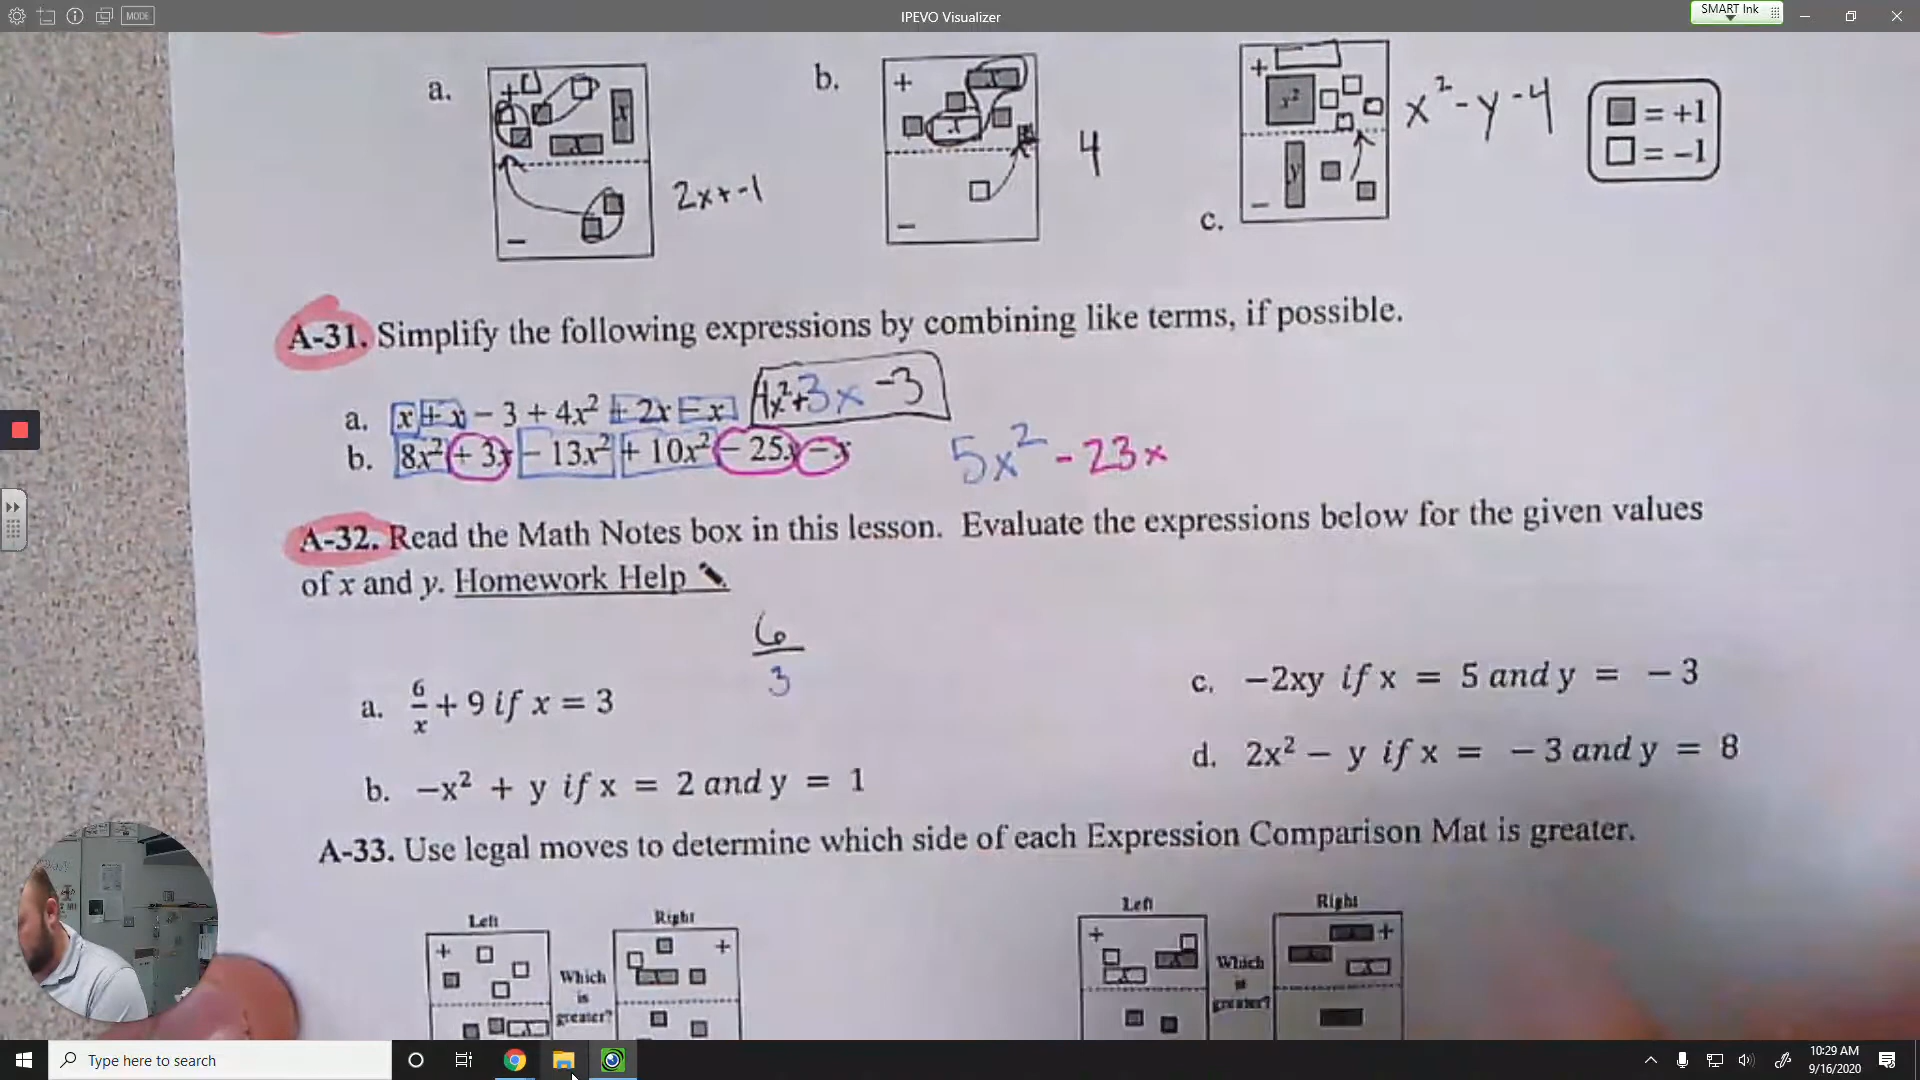 MODE
IPEVO Visualizer
SMART Ink
a.
+
x
x
−
2x+-1
b.
+
x
−
4
c.
+
x²
y
−
x²-y-4
= +1
= −1
A-31. Simplify the following expressions by combining like terms, if possible.
a. x + x − 3 + 4x² + 2x − x
4x²+3x -3
b. 8x² + 3x − 13x² + 10x² − 25x − x
5x² -23x
A-32. Read the Math Notes box in this lesson. Evaluate the expressions below for the given values
of x and y. Homework Help
6
3
a. 6/x + 9 if x = 3
c. −2xy if x = 5 and y = −3
b. −x² + y if x = 2 and y = 1
d. 2x² − y if x = −3 and y = 8
A-33. Use legal moves to determine which side of each Expression Comparison Mat is greater.
Left
Right
+
+
Which
is
greater?
Left
Right
+
+
Which
is
greater?
Type here to search
10:29 AM
9/16/2020